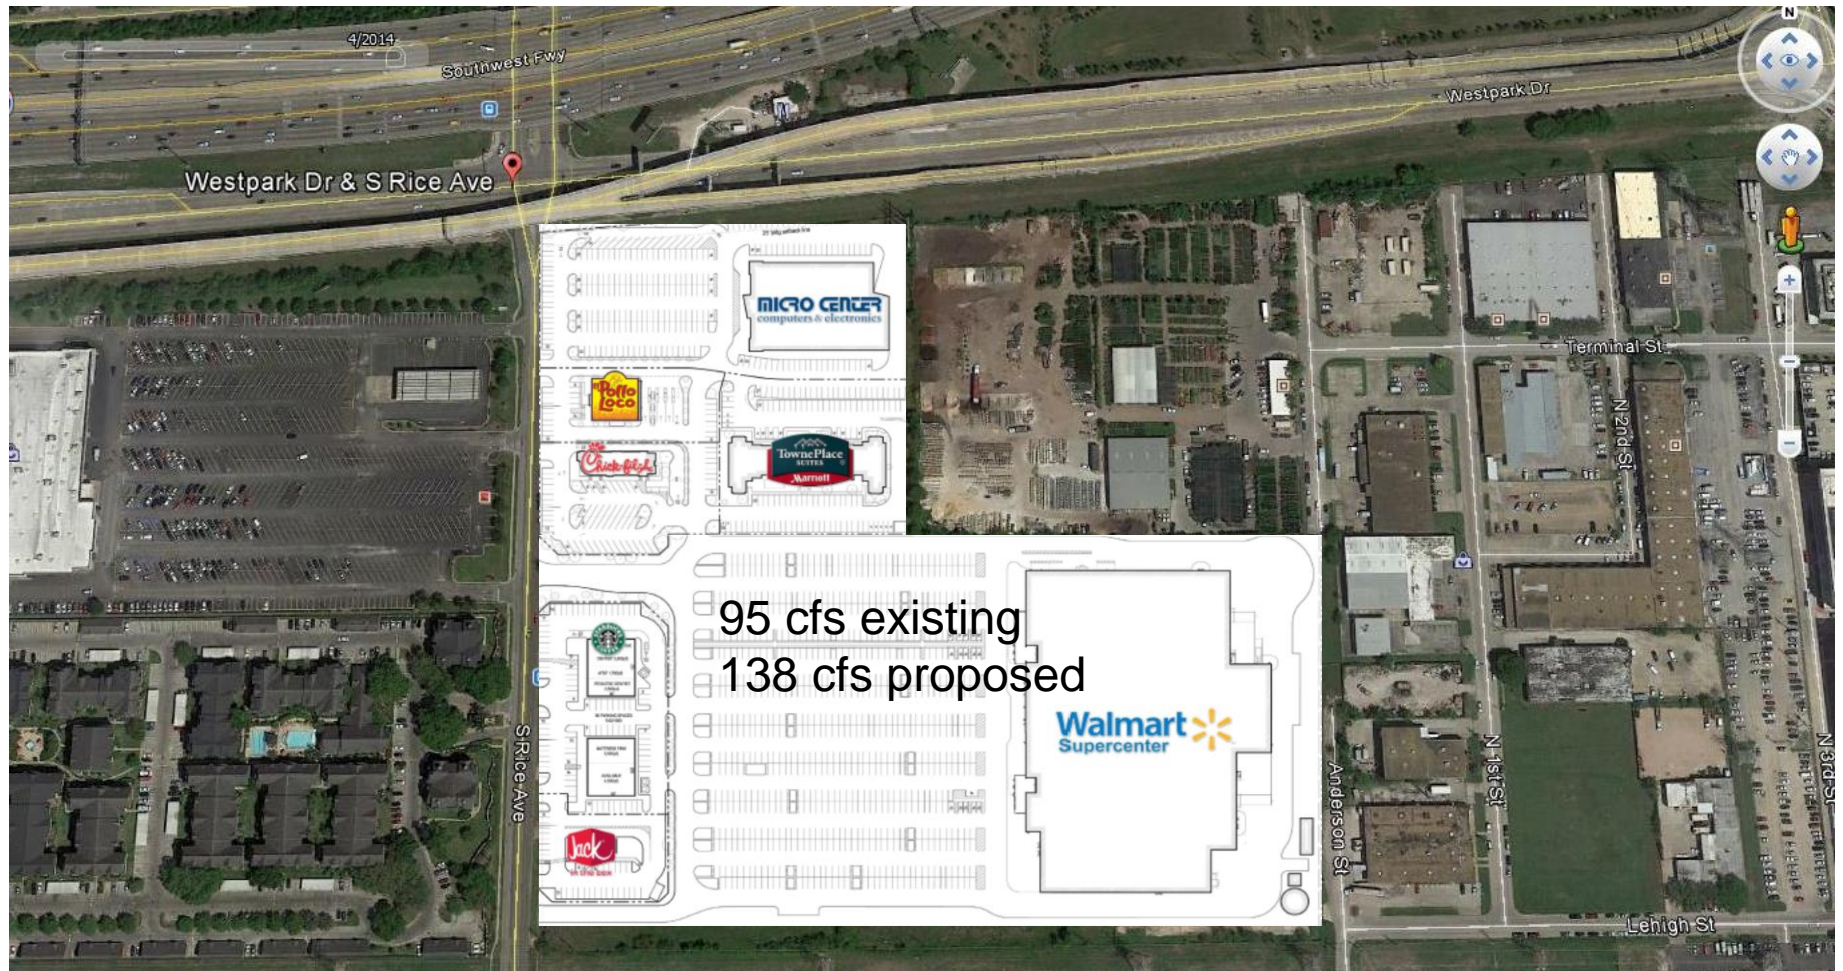 4/2014
N
Southwest Fwy
Westpark Dr
Westpark Dr & S Rice Ave
MICRO CENTER
computers & electronics
Terminal St
Pollo
Loco
N 2nd St
Chick-fil-A
TownePlace
SUITES
Marriott
95 cfs existing
138 cfs proposed
Walmart
Supercenter
S Rice Ave
N 1st St
N 3rd St
Anderson St
Jack
Lehigh St